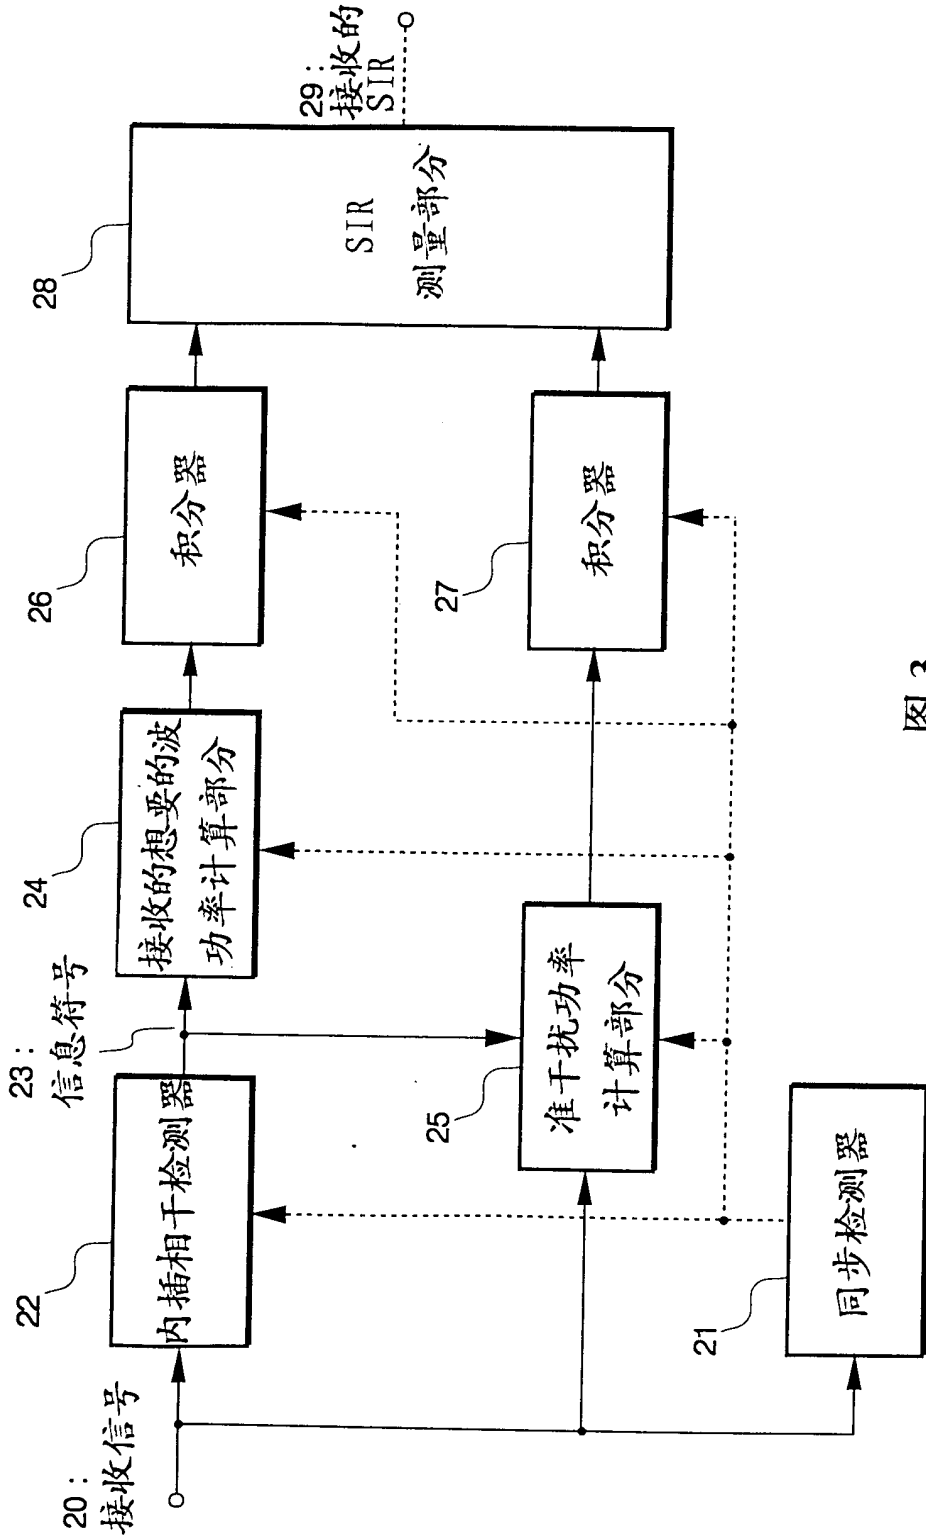 20：
接收信号
22
内插相干检测器
23：
信息符号
24
接收的想要的波
功率计算部分
26
积分器
28
SIR
测量部分
29：
接收的
SIR
25
准干扰功率
计算部分
27
积分器
21
同步检测器
图